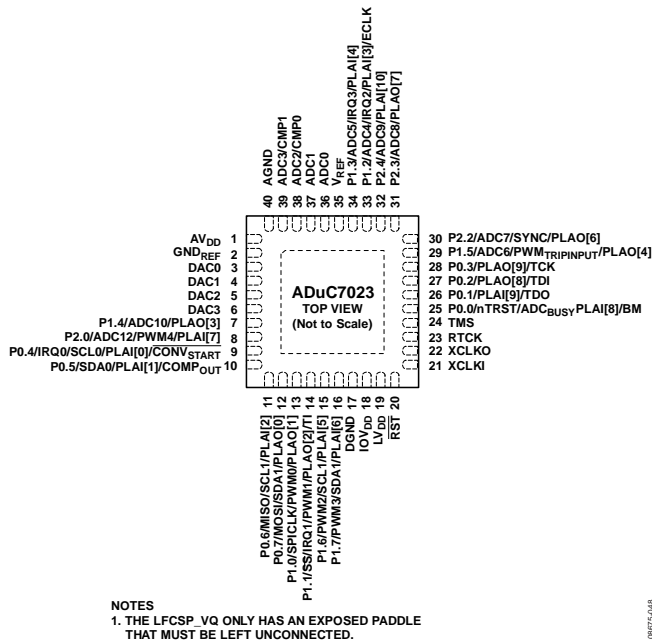 40 AGND
39 ADC3/CMP1
38 ADC2/CMP0
37 ADC1
36 ADC0
35 VREF
34 P1.3/ADC5/IRQ3/PLAI[4]
33 P1.2/ADC4/IRQ2/PLAI[3]/ECLK
32 P2.4/ADC9/PLAI[10]
31 P2.3/ADC8/PLAO[7]
AVDD 1
GNDREF 2
DAC0 3
DAC1 4
DAC2 5
DAC3 6
P1.4/ADC10/PLAO[3] 7
P2.0/ADC12/PWM4/PLAI[7] 8
P0.4/IRQ0/SCL0/PLAI[0]/CONVSTART 9
P0.5/SDA0/PLAI[1]/COMPOUT 10
ADuC7023
TOP VIEW
(Not to Scale)
30 P2.2/ADC7/SYNC/PLAO[6]
29 P1.5/ADC6/PWMTRIPINPUT/PLAO[4]
28 P0.3/PLAO[9]/TCK
27 P0.2/PLAO[8]/TDI
26 P0.1/PLAI[9]/TDO
25 P0.0/nTRST/ADCBUSY/PLAI[8]/BM
24 TMS
23 RTCK
22 XCLKO
21 XCLKI
P0.6/MISO/SCL1/PLAI[2] 11
P0.7/MOSI/SDA1/PLAO[0] 12
P1.0/SPICLK/PWM0/PLAO[1] 13
P1.1/SS/IRQ1/PWM1/PLAO[2]/TI 14
P1.6/PWM2/SCL1/PLAI[5] 15
P1.7/PWM3/SDA1/PLAI[6] 16
DGND 17
IOVDD 18
LVDD 19
RST 20
NOTES
1. THE LFCSP_VQ ONLY HAS AN EXPOSED PADDLE
THAT MUST BE LEFT UNCONNECTED.
08675-048